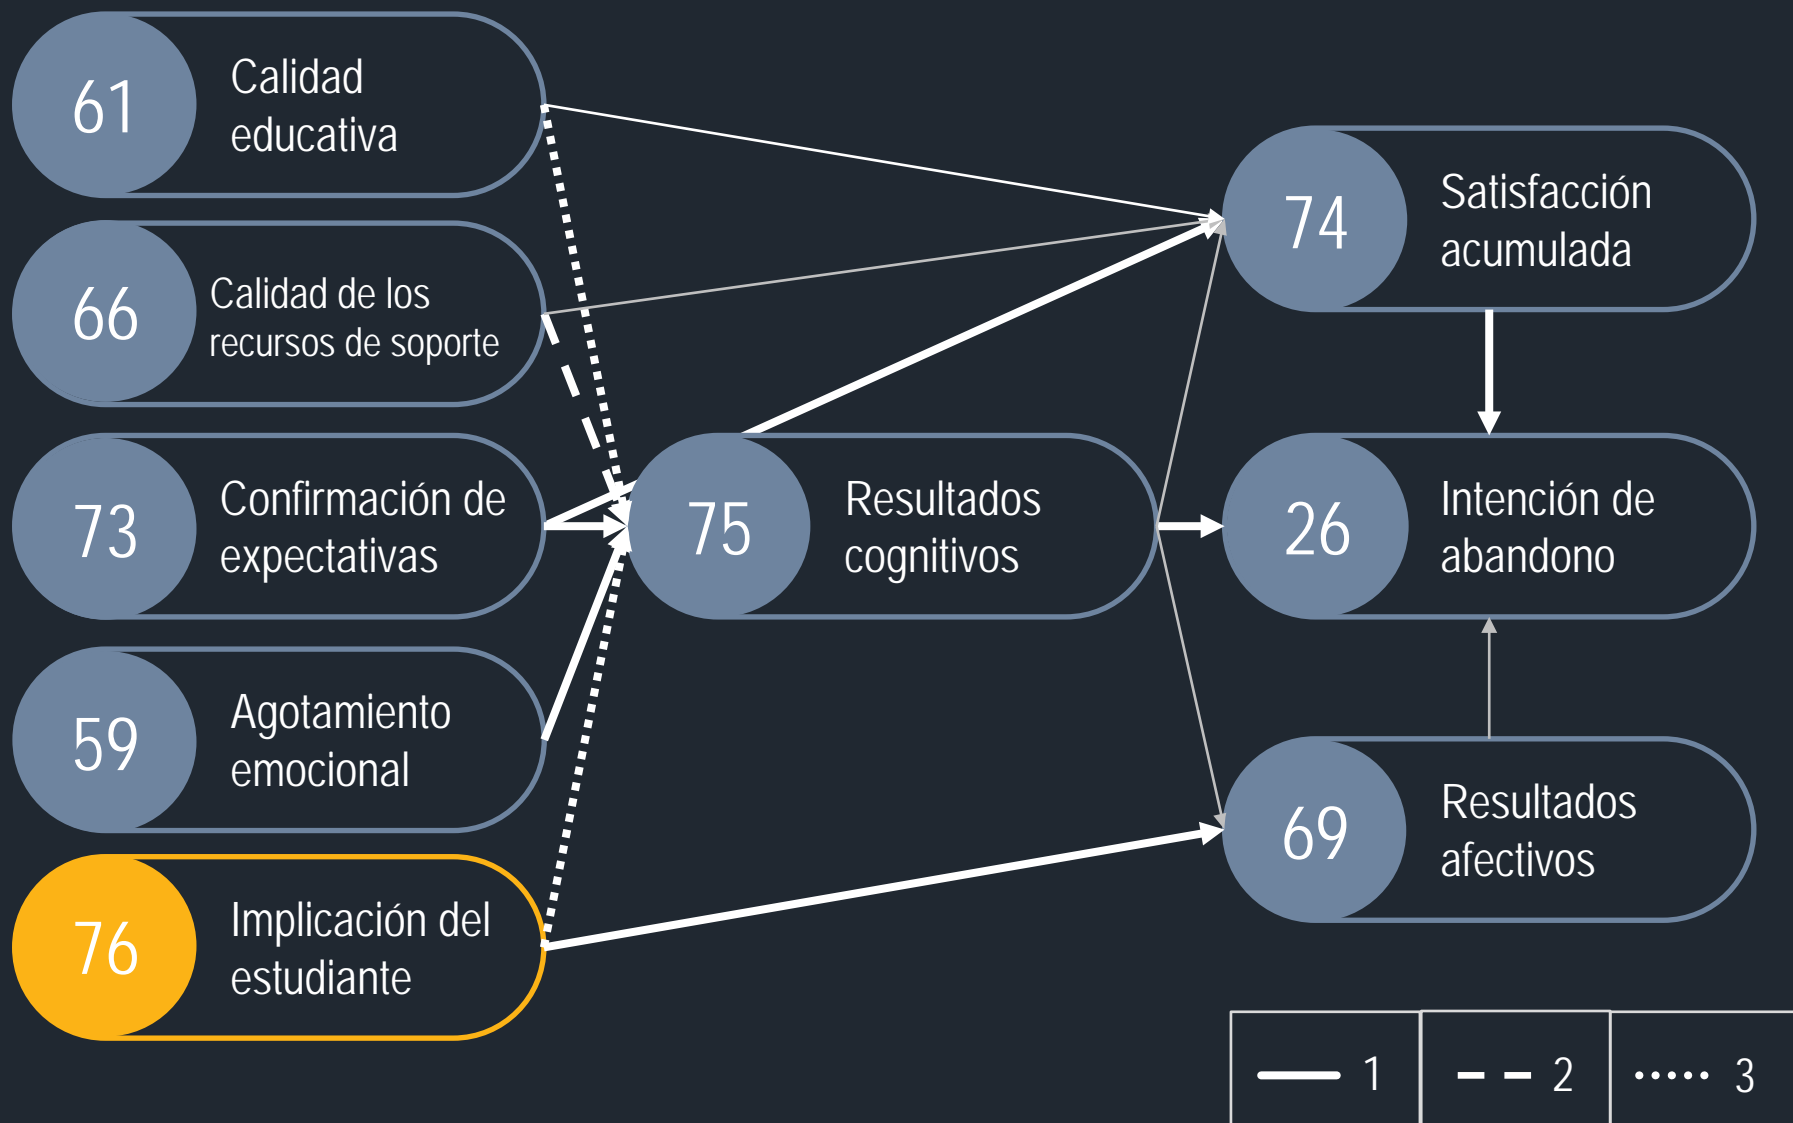 61
Calidad
educativa
66
Calidad de los
recursos de soporte
73
Confirmación de
expectativas
59
Agotamiento
emocional
76
Implicación del
estudiante
75
Resultados
cognitivos
74
Satisfacción
acumulada
26
Intención de
abandono
69
Resultados
afectivos
1
2
3